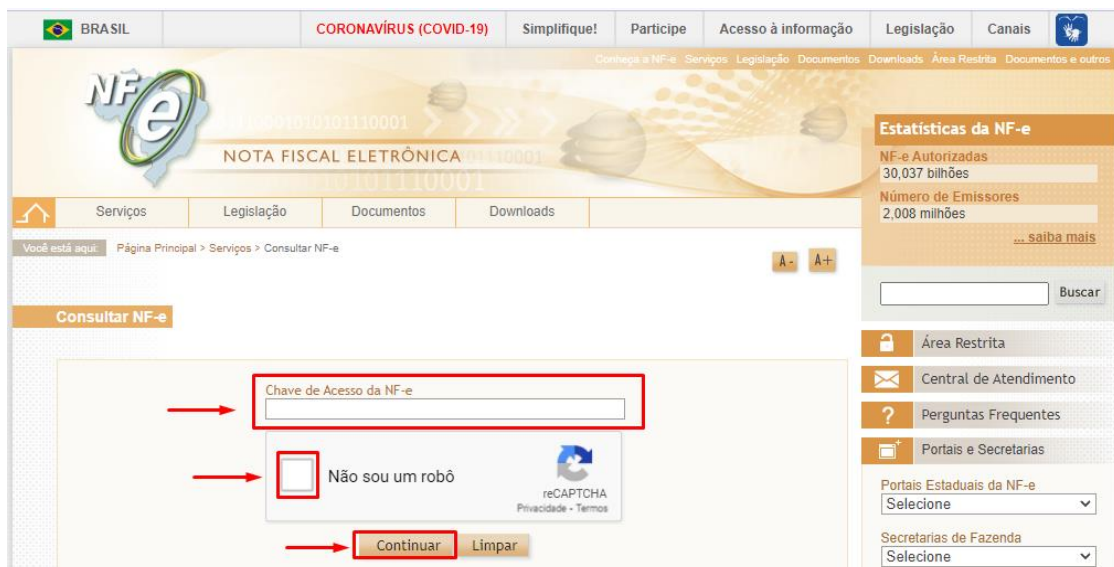 BRASIL
CORONAVÍRUS (COVID-19)
Simplifique!
Participe
Acesso à informação
Legislação
Canais
Conheça a NF-e Serviços Legislação Documentos Downloads Área Restrita Documentos e outros
NF
e
NOTA FISCAL ELETRÔNICA
Estatísticas da NF-e
NF-e Autorizadas
30,037 bilhões
Número de Emissores
2,008 milhões
... saiba mais
Serviços
Legislação
Documentos
Downloads
Você está aqui: Página Principal > Serviços > Consultar NF-e
A- A+
Buscar
Consultar NF-e
Chave de Acesso da NF-e
Não sou um robô
reCAPTCHA
Privacidade - Termos
Continuar
Limpar
Área Restrita
Central de Atendimento
? Perguntas Frequentes
Portais e Secretarias
Portais Estaduais da NF-e
Selecione
Secretarias de Fazenda
Selecione